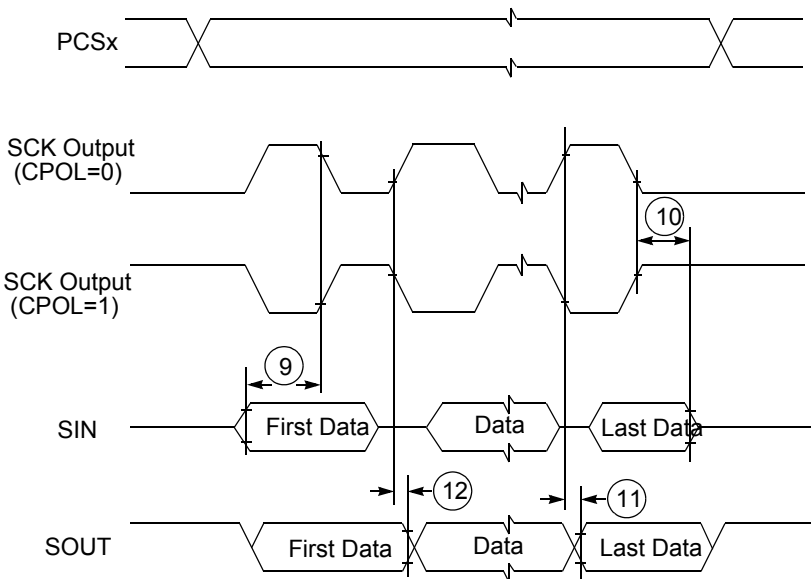 PCSx
SCK Output
(CPOL=0)
10
SCK Output
(CPOL=1)
9
SIN
First Data
Data
Last Data
12
11
SOUT
First Data
Data
Last Data